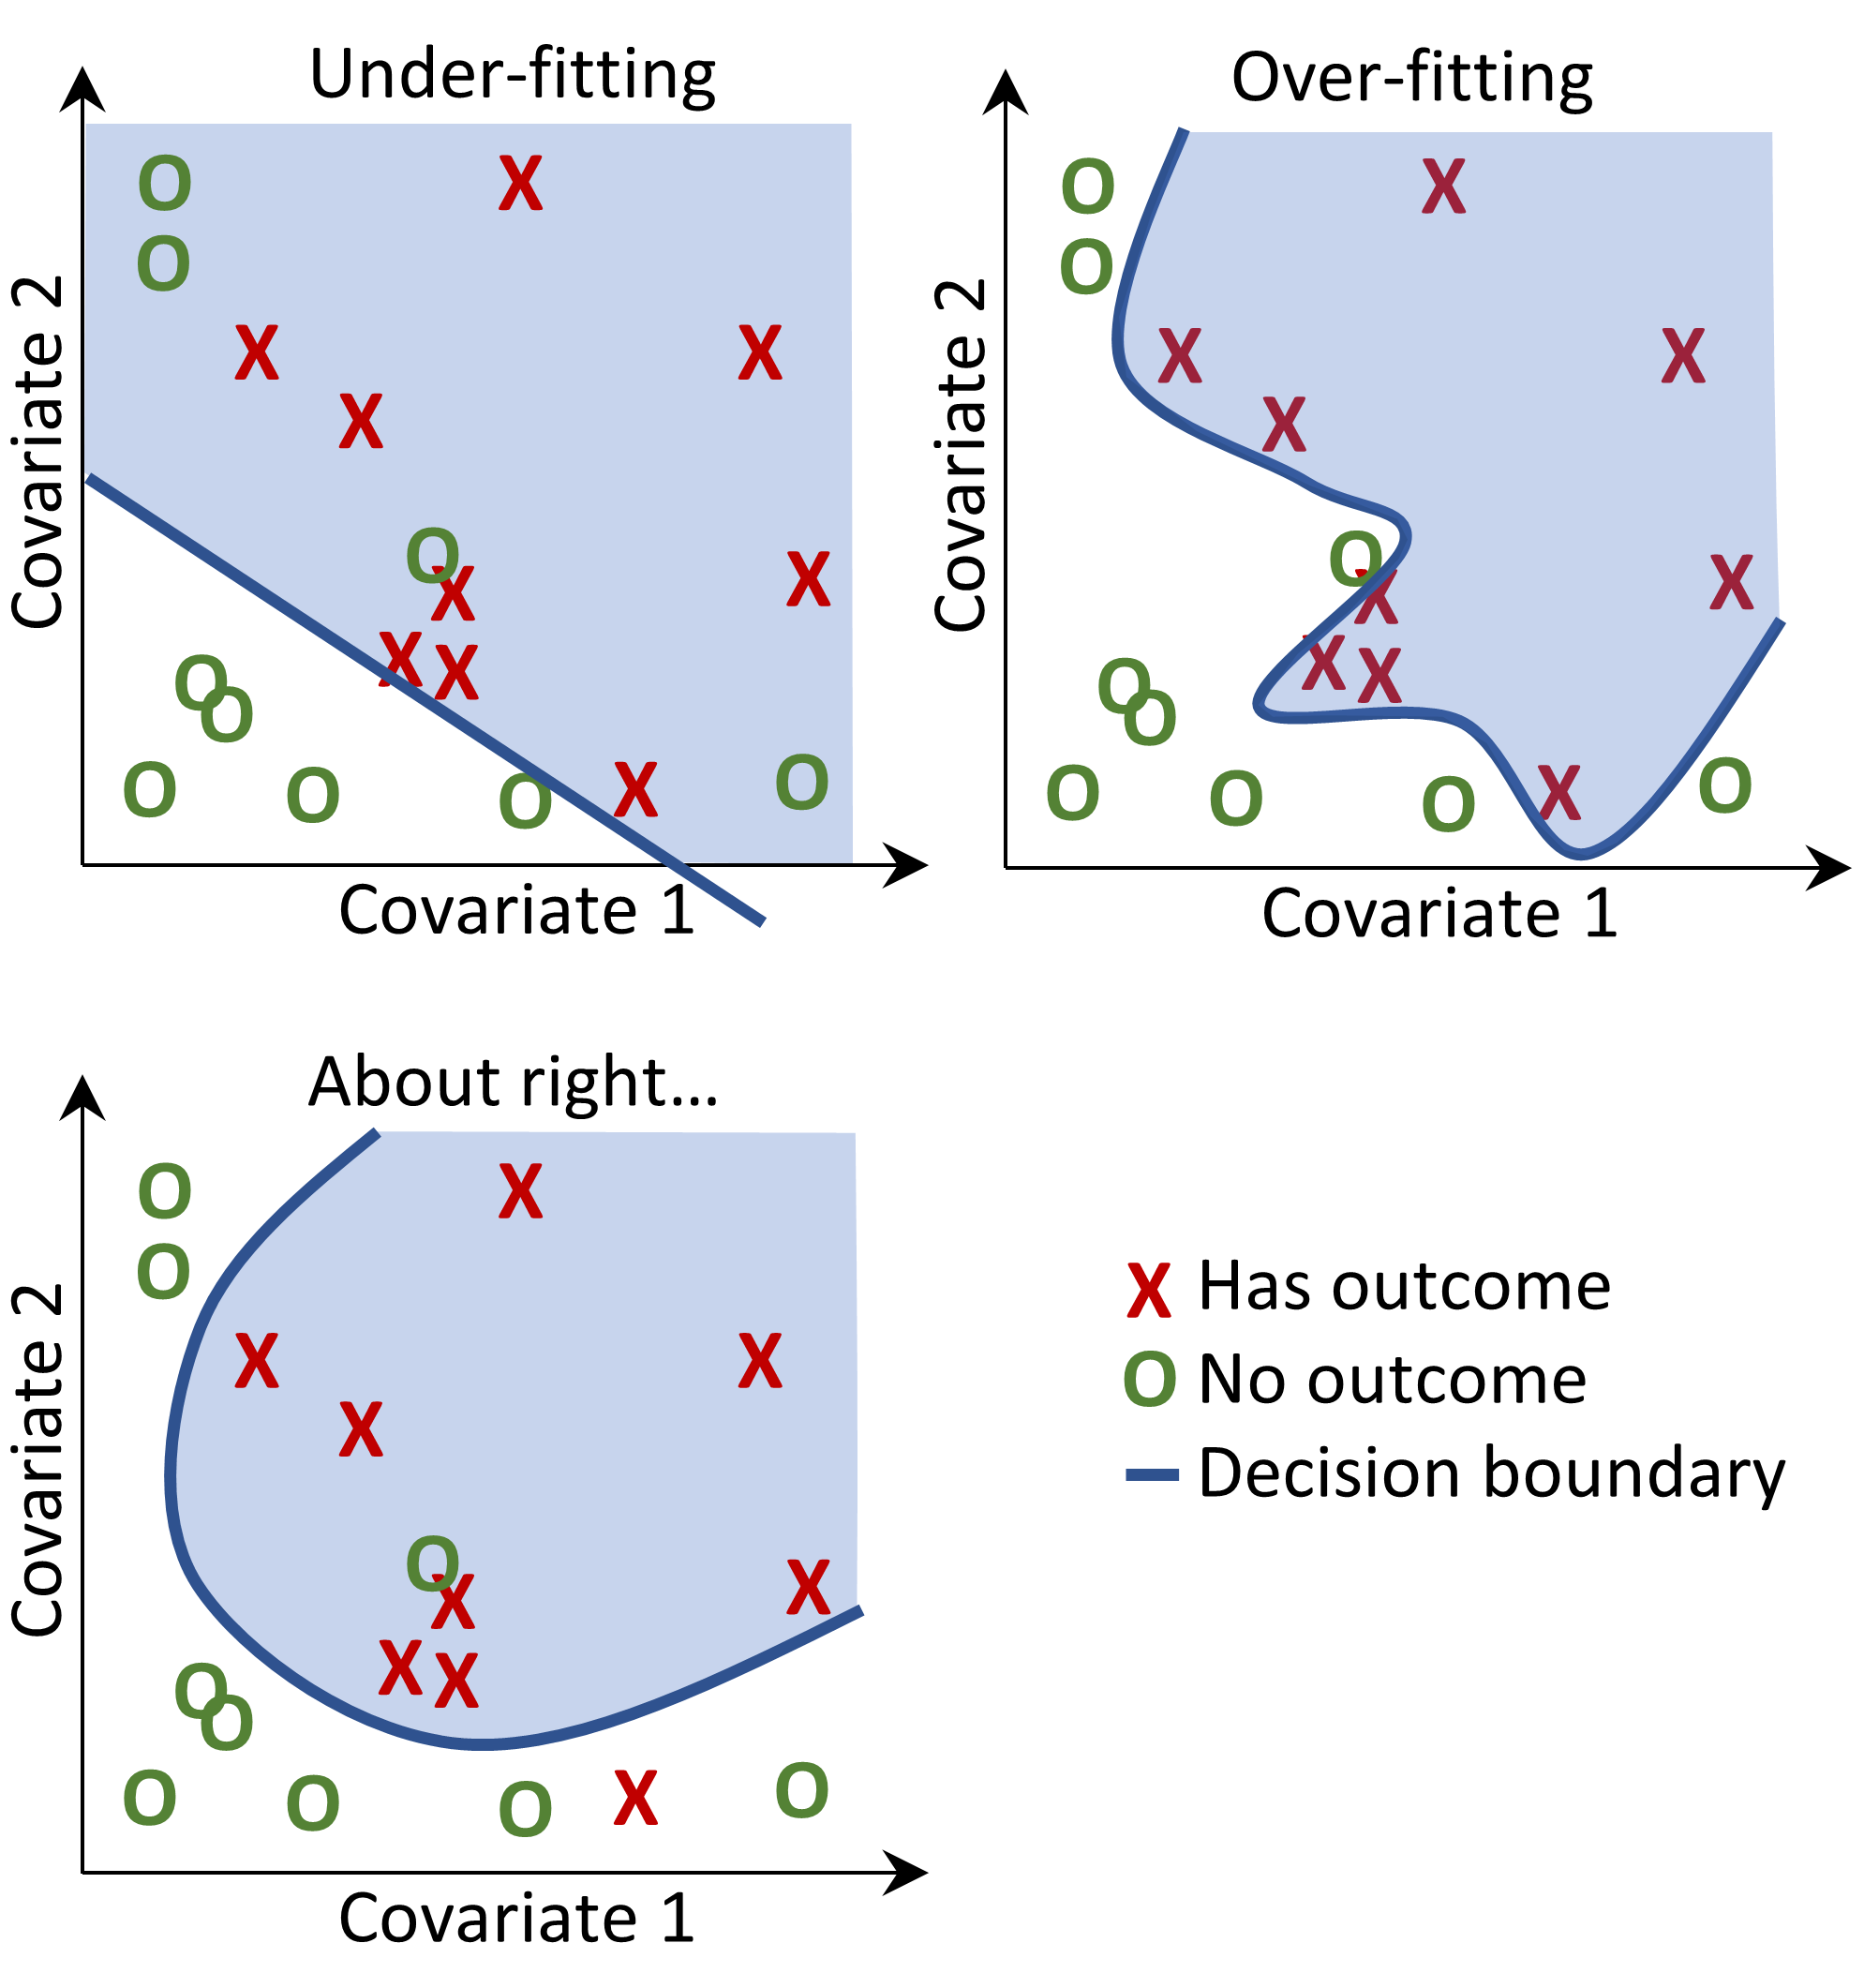 Under-fitting
Covariate 2
Covariate 1
Over-fitting
Covariate 2
Covariate 1
About right...
Covariate 2
Covariate 1
X Has outcome
O No outcome
Decision boundary